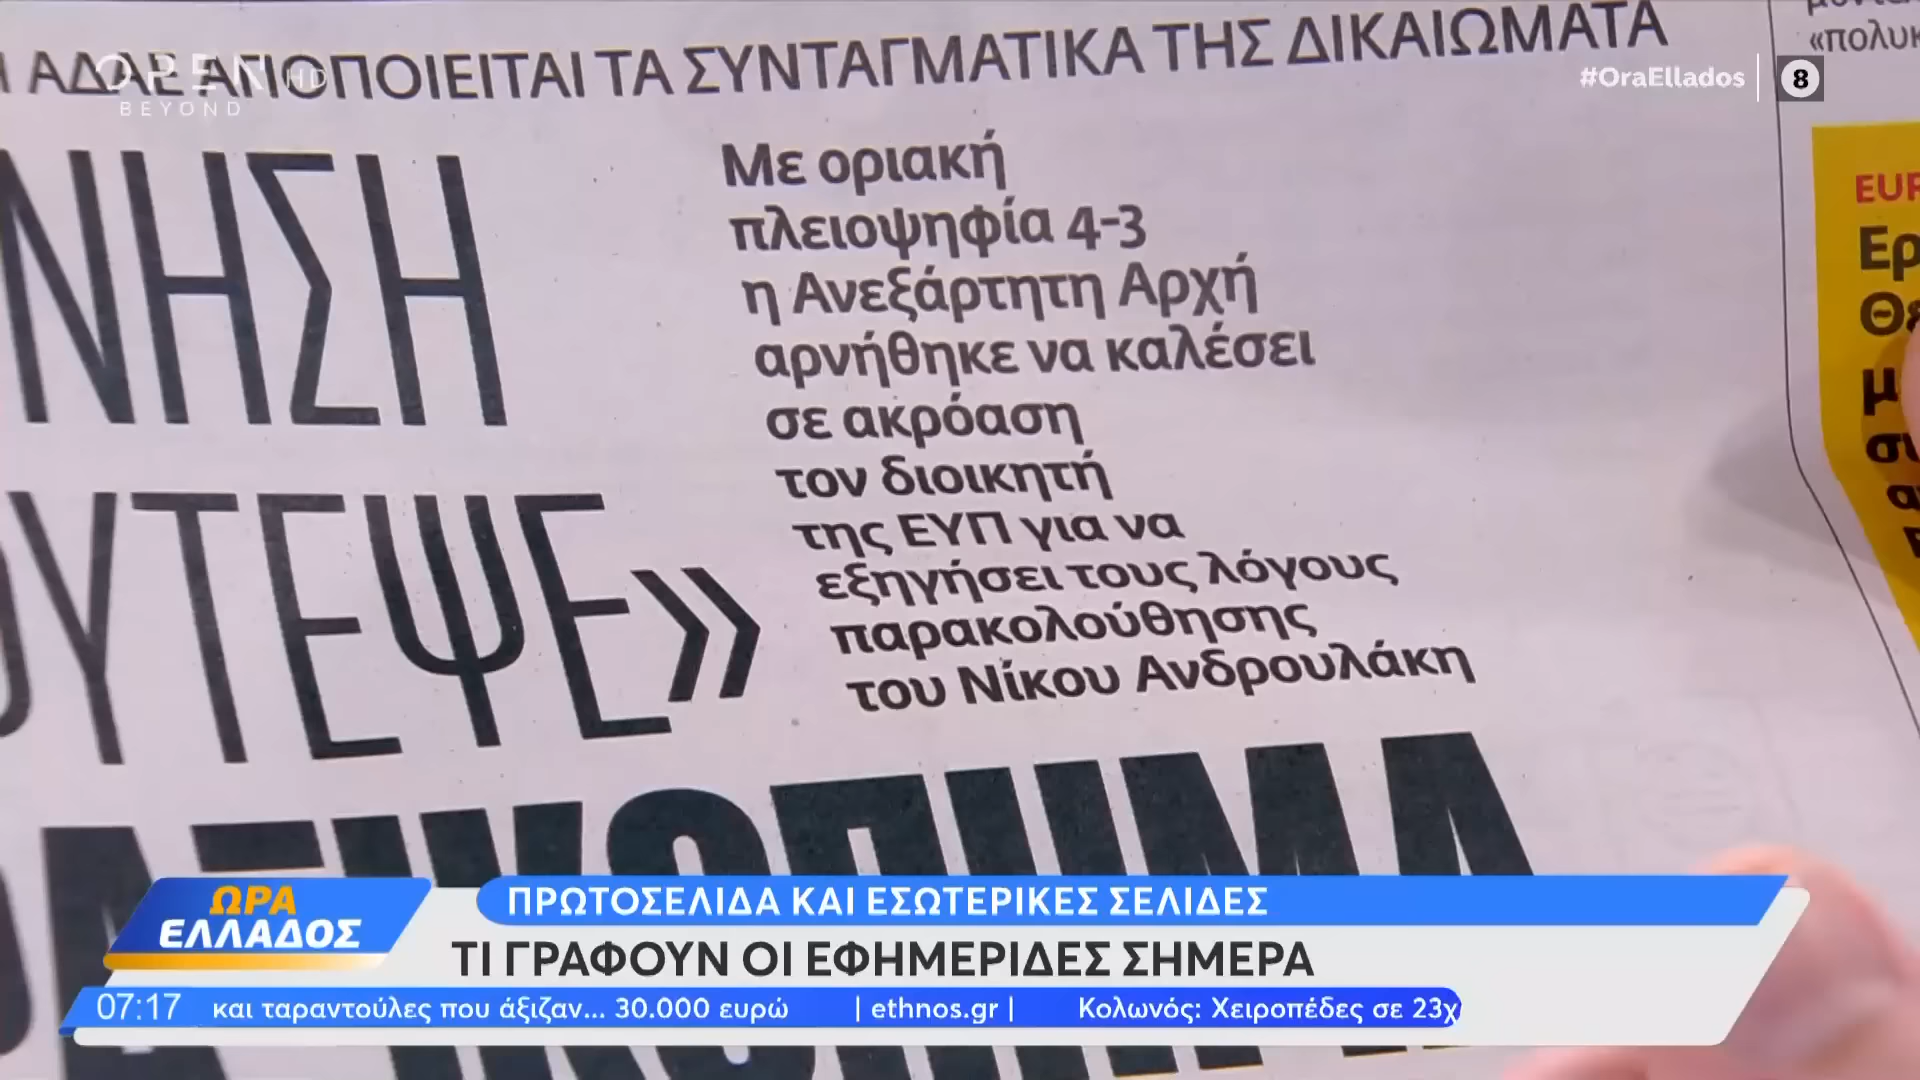 ΑΔΑΕ ΑΠΟΠΟΙΕΙΤΑΙ ΤΑ ΣΥΝΤΑΓΜΑΤΙΚΑ ΤΗΣ ΔΙΚΑΙΩΜΑΤΑ
OPEN HD
BEYOND
#OraEllados
8
«πολυκ
Με οριακή
πλειοψηφία 4-3
η Ανεξάρτητη Αρχή
αρνήθηκε να καλέσει
σε ακρόαση
τον διοικητή
της ΕΥΠ για να
εξηγήσει τους λόγους
παρακολούθησης
του Νίκου Ανδρουλάκη
ΝΗΣΗ
ΥΤΕΨΕ»
EUR
Ερ
ΩΡΑ
ΕΛΛΑΔΟΣ
ΠΡΩΤΟΣΕΛΙΔΑ ΚΑΙ ΕΣΩΤΕΡΙΚΕΣ ΣΕΛΙΔΕΣ
ΤΙ ΓΡΑΦΟΥΝ ΟΙ ΕΦΗΜΕΡΙΔΕΣ ΣΗΜΕΡΑ
07:17 και ταραντούλες που άξιζαν... 30.000 ευρώ | ethnos.gr | Κολωνός: Χειροπέδες σε 23χ